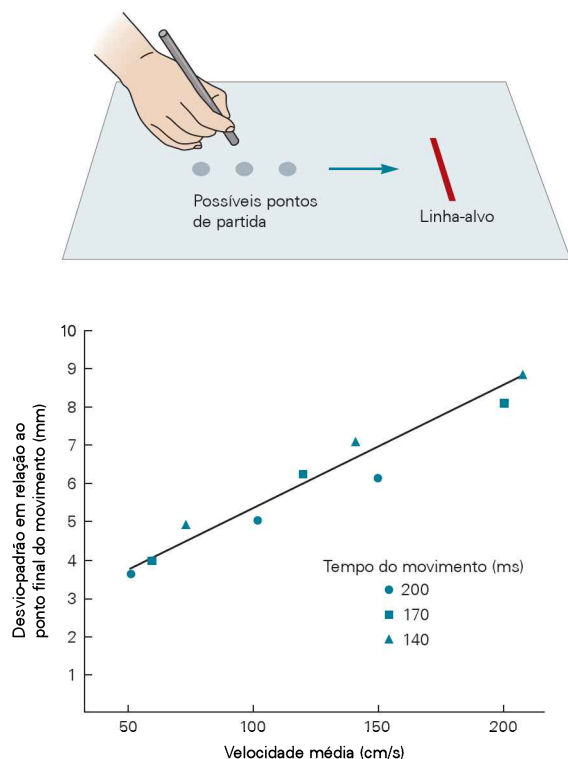 Possíveis pontos
de partida
Linha-alvo
10
9
8
7
6
5
4
3
2
1
Desvio-padrão em relação ao
ponto final do movimento (mm)
Tempo do movimento (ms)
200
170
140
50
100
150
200
Velocidade média (cm/s)